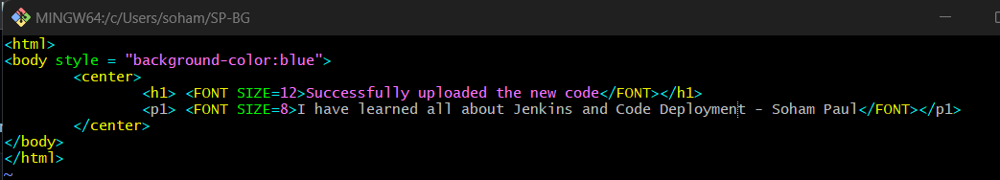 MINGW64:/c/Users/soham/SP-BG
<html>
<body style = "background-color:blue">
        <center>
                <h1> <FONT SIZE=12>Successfully uploaded the new code</FONT></h1>
                <p1> <FONT SIZE=8>I have learned all about Jenkins and Code Deployment - Soham Paul</FONT></p1>
        </center>
</body>
</html>
~